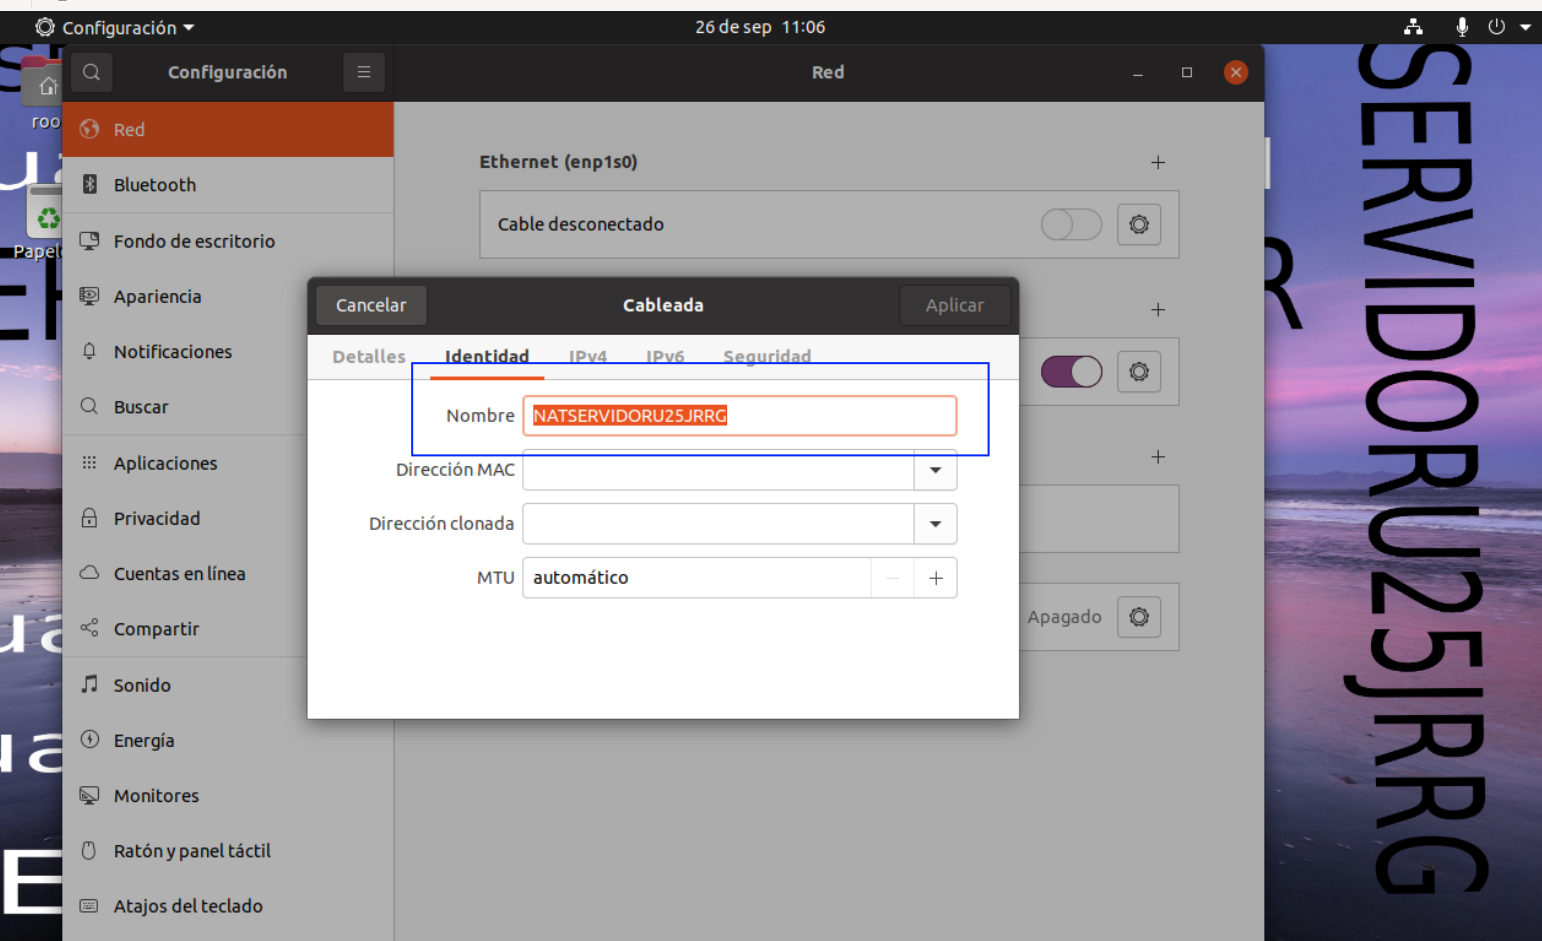 Configuración
26 de sep 11:06
Configuración
Red
roo
Papel
Red
Bluetooth
Fondo de escritorio
Apariencia
Notificaciones
Buscar
Aplicaciones
Privacidad
Cuentas en línea
Compartir
Sonido
Energía
Monitores
Ratón y panel táctil
Atajos del teclado
Ethernet (enp1s0)
Cable desconectado
Apagado
Cancelar
Cableada
Aplicar
Detalles
Identidad
IPv4
IPv6
Seguridad
Nombre
NATSERVIDORU25JRRG
Dirección MAC
Dirección clonada
MTU
automático
SERVIDORU25JRRG